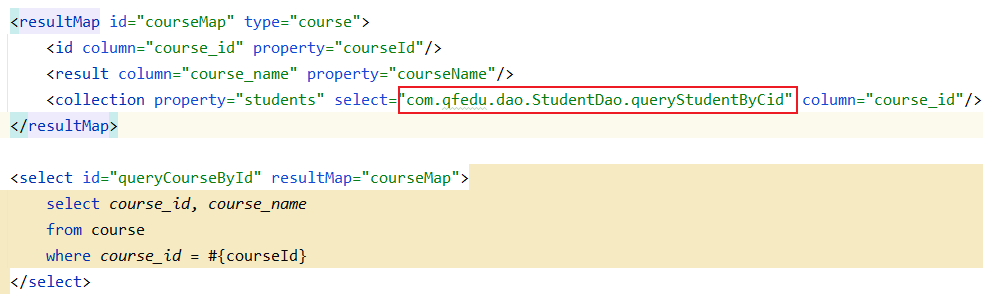 <resultMap id="courseMap" type="course">
    <id column="course_id" property="courseId"/>
    <result column="course_name" property="courseName"/>
    <collection property="students" select="com.qfedu.dao.StudentDao.queryStudentByCid" column="course_id"/>
</resultMap>
<select id="queryCourseById" resultMap="courseMap">
    select course_id, course_name
    from course
    where course_id = #{courseId}
</select>